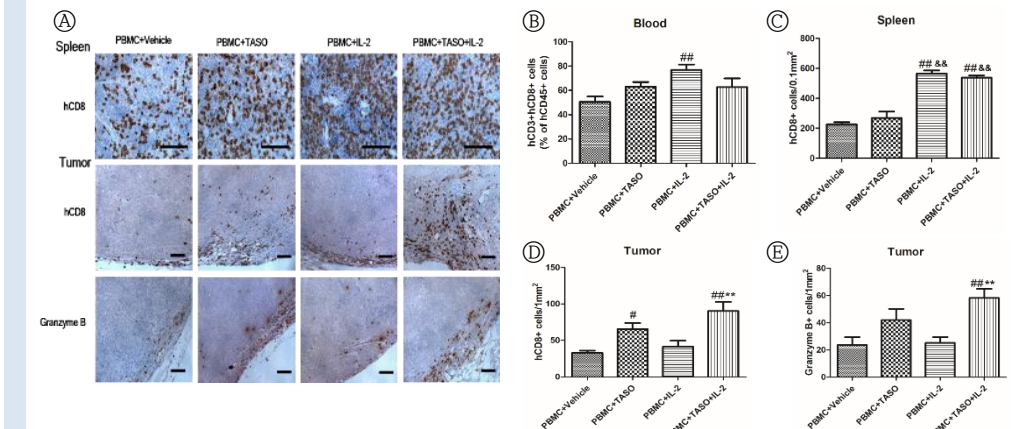 Ⓐ
PBMC+Vehicle PBMC+TASO PBMC+IL-2 PBMC+TASO+IL-2
Spleen
hCD8
Tumor
hCD8
Granzyme B
Ⓑ
Blood
hCD3+hCD8+ cells
(% of hCD45+ cells)
100
80
60
40
20
0
##
PBMC+Vehicle
PBMC+TASO
PBMC+IL-2
PBMC+TASO+IL-2
Ⓒ
Spleen
hCD8+ cells/0.1mm²
800
600
400
200
0
## &&
## &&
PBMC+Vehicle
PBMC+TASO
PBMC+IL-2
PBMC+TASO+IL-2
Ⓓ
Tumor
hCD8+ cells/1mm²
150
100
50
0
#
##**
PBMC+Vehicle
PBMC+TASO
PBMC+IL-2
PBMC+TASO+IL-2
Ⓔ
Tumor
Granzyme B+ cells/1mm²
80
60
40
20
0
##**
PBMC+Vehicle
PBMC+TASO
PBMC+IL-2
PBMC+TASO+IL-2